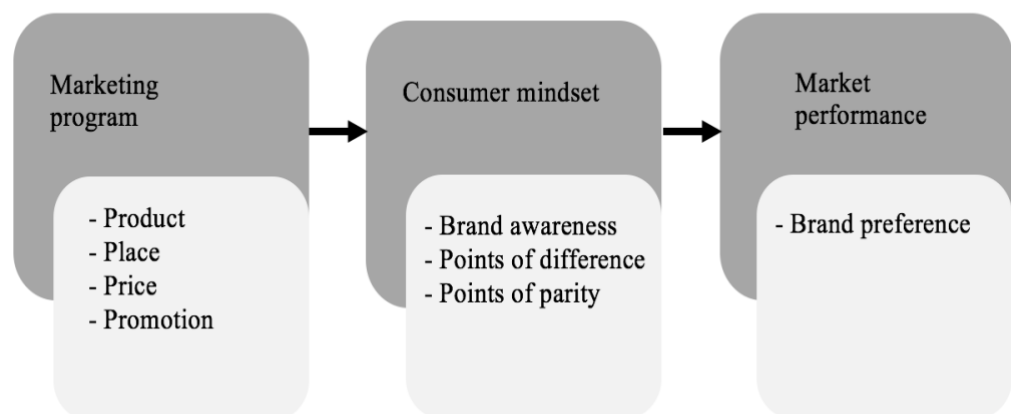 Marketing
program
- Product
- Place
- Price
- Promotion
Consumer mindset
- Brand awareness
- Points of difference
- Points of parity
Market
performance
- Brand preference